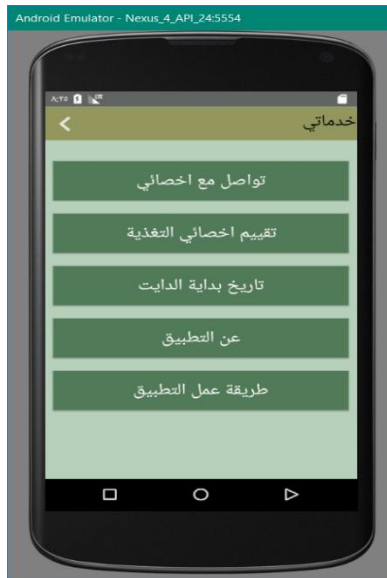 Android Emulator - Nexus_4_API_24:5554
٨:٢٥
خدماتي
تواصل مع اخصائي
تقييم اخصائي التغذية
تاريخ بداية الدايت
عن التطبيق
طريقة عمل التطبيق